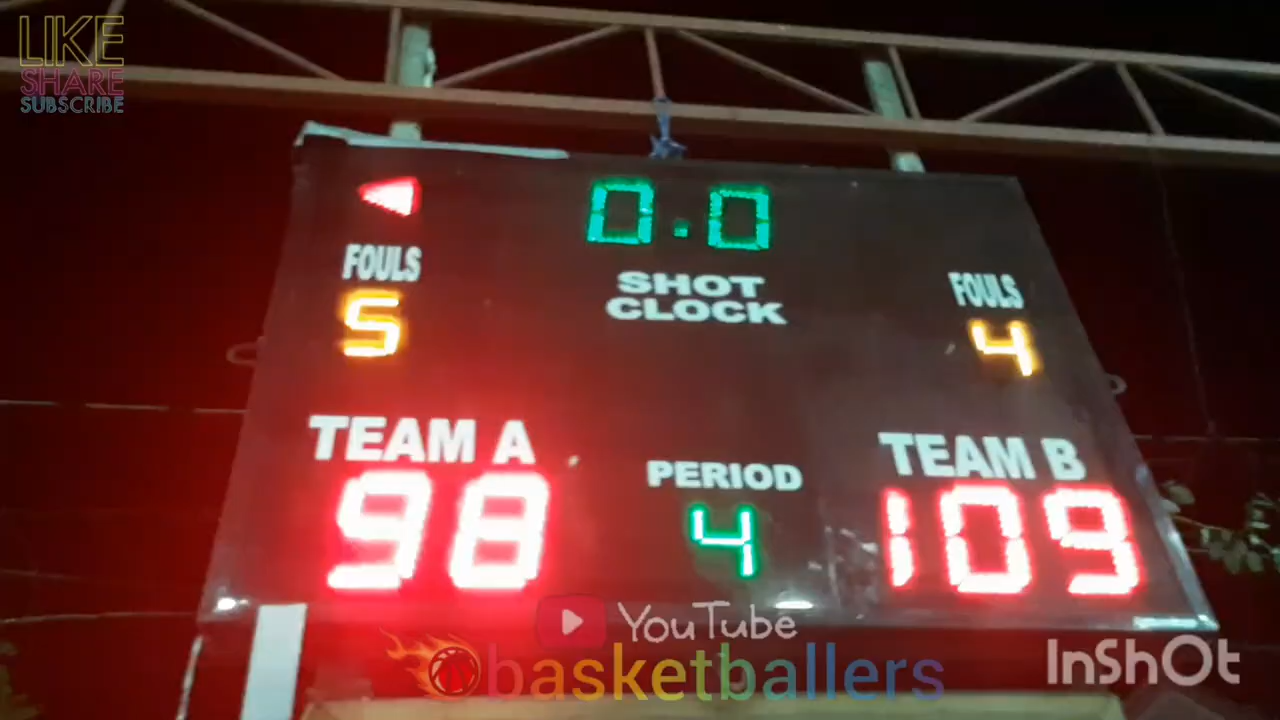 LIKE
SHARE
SUBSCRIBE
0.0
SHOT
CLOCK
FOULS
5
FOULS
4
TEAM A
98
PERIOD
4
TEAM B
109
YouTube
basketballers
InShOt